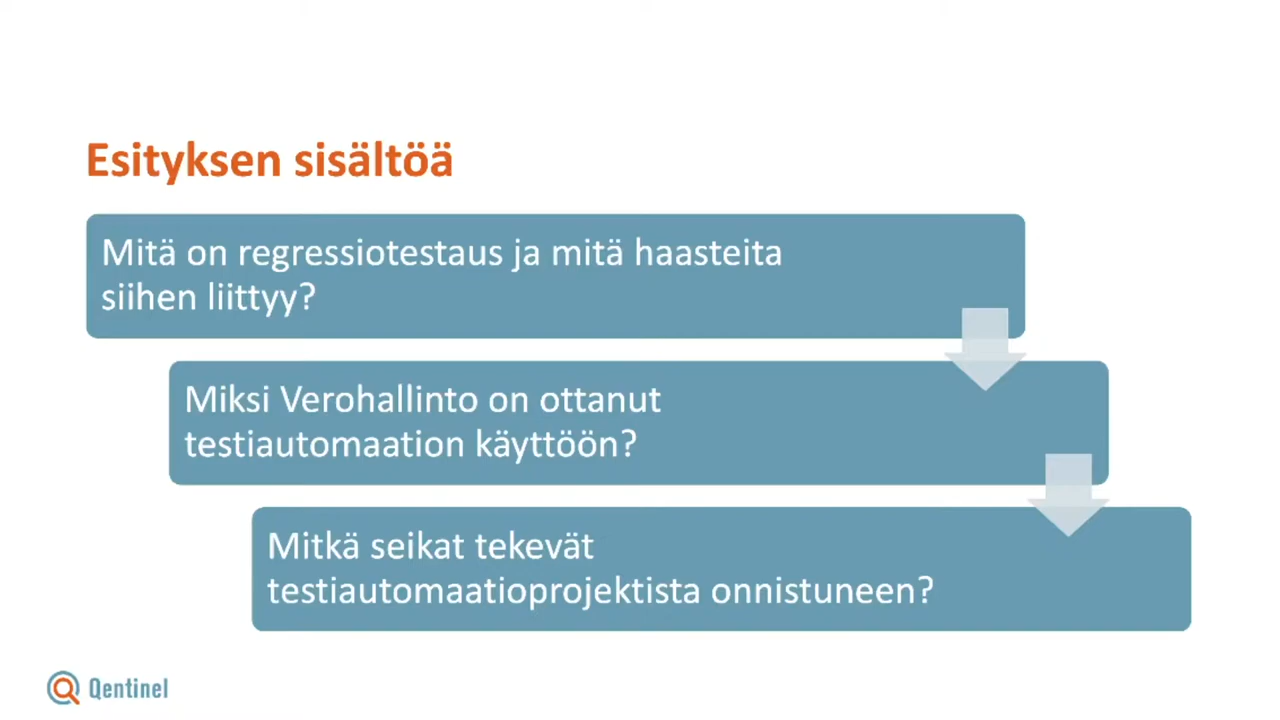 Esityksen sisältöä
Mitä on regressiotestaus ja mitä haasteita
siihen liittyy?
Miksi Verohallinto on ottanut
testiautomaation käyttöön?
Mitkä seikat tekevät
testiautomaatioprojektista onnistuneen?
Qentinel